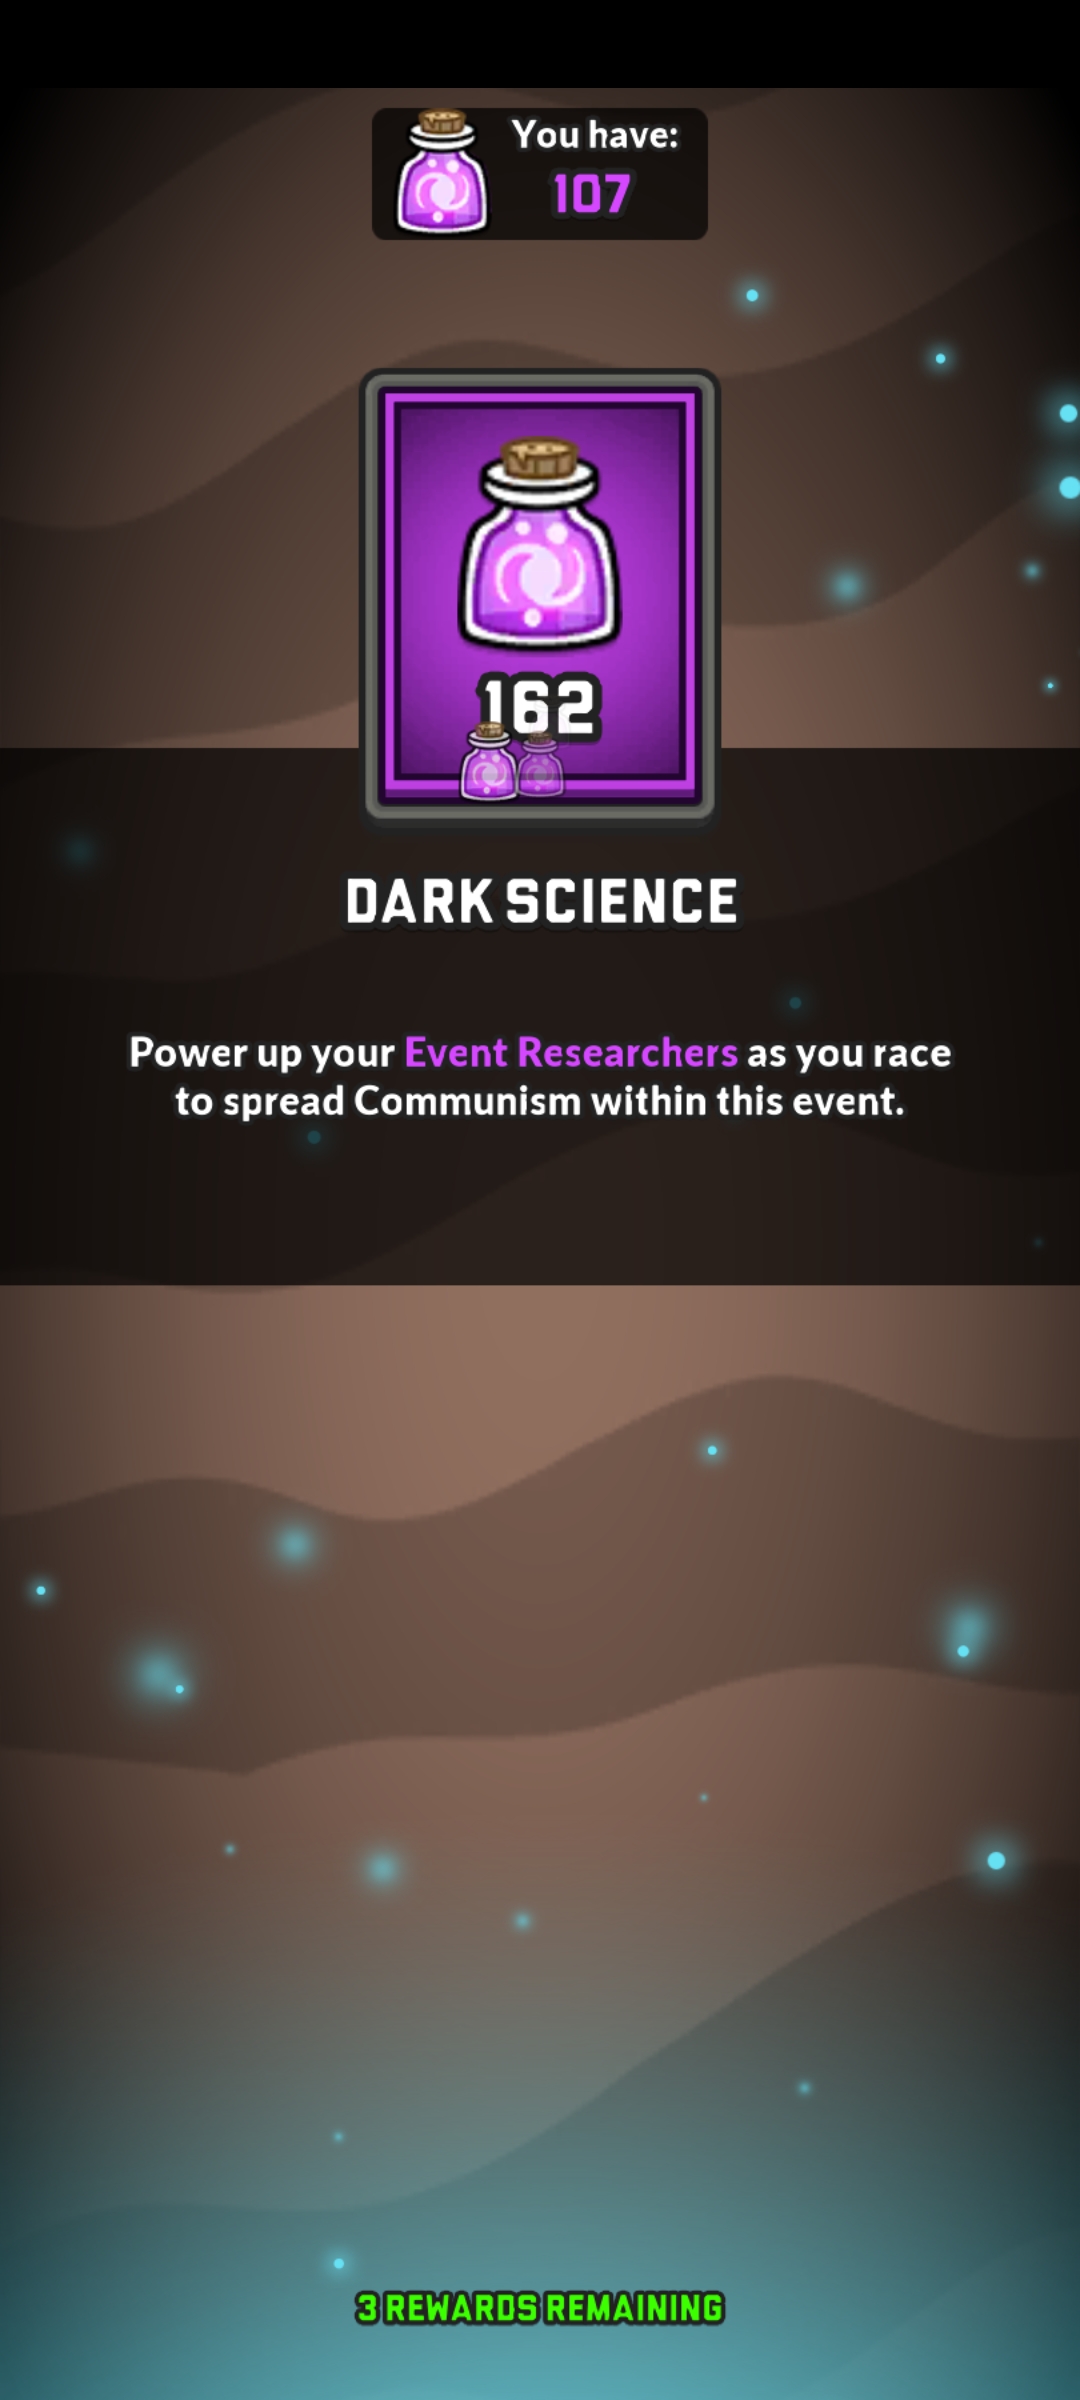 You have:
107
162
DARK SCIENCE
Power up your Event Researchers as you race
to spread Communism within this event.
3 REWARDS REMAINING